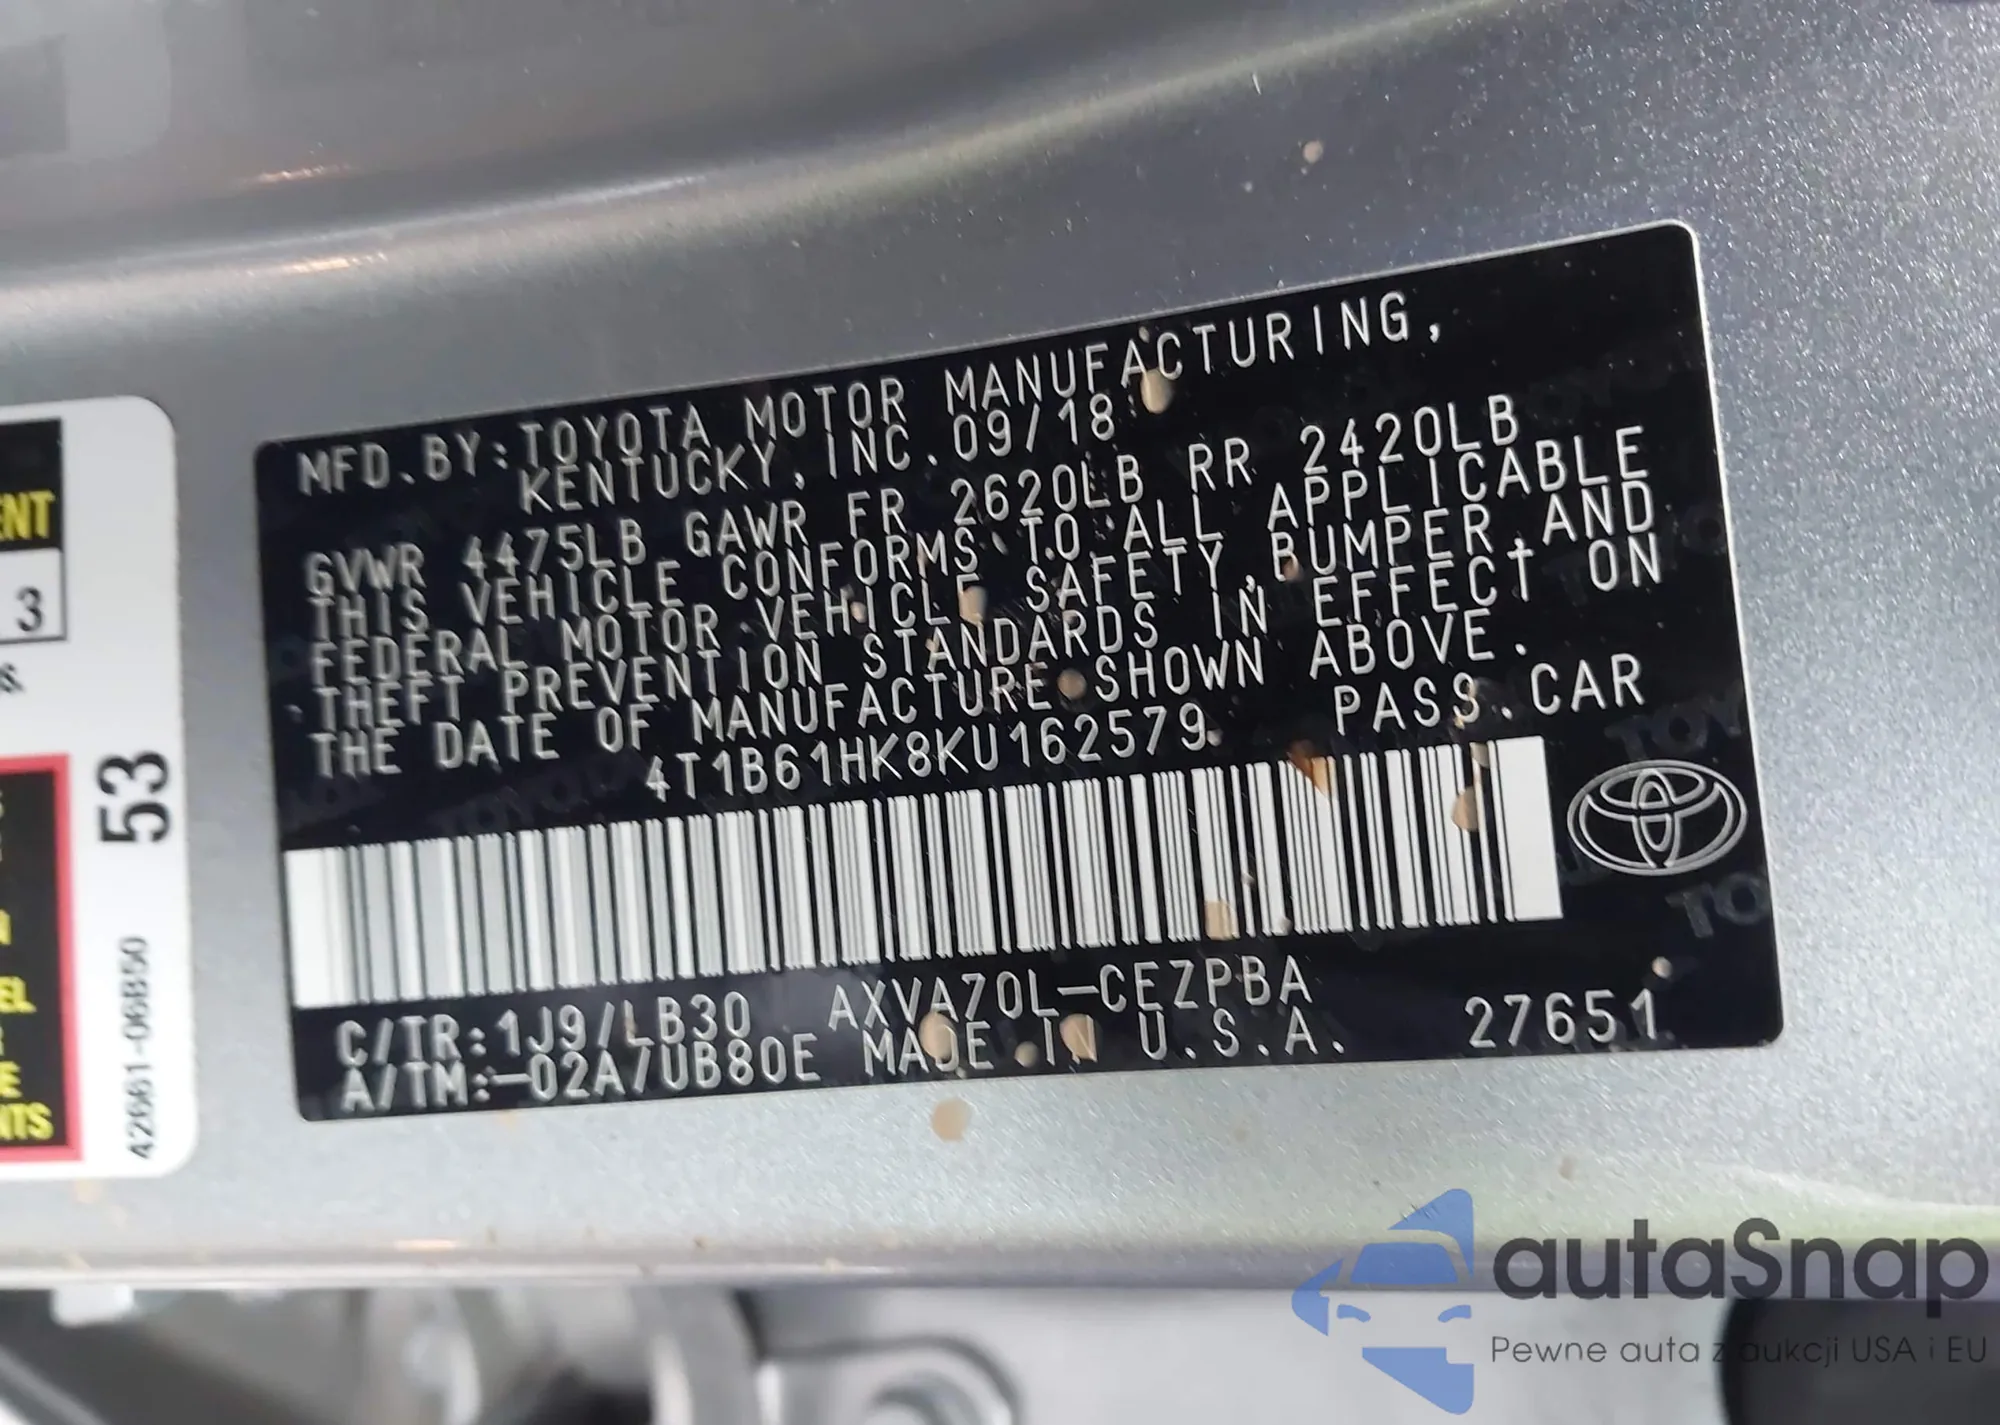 MFD.BY:TOYOTA MOTOR MANUFACTURING,
KENTUCKY,INC.09/18
GVWR 4475LB GAWR FR 2620LB RR 2420LB
THIS VEHICLE CONFORMS TO ALL APPLICABLE
FEDERAL MOTOR VEHICLE SAFETY,BUMPER,AND
THEFT PREVENTION STANDARDS IN EFFECT ON
THE DATE OF MANUFACTURE SHOWN ABOVE.
4T1B61HK8KU162579 PASS.CAR
C/TR:1J9/LB30 AXVA70L-CEZPBA
A/TM:-02A/UB80E MADE IN U.S.A. 27651
3
53
42661-06B50
autaSnap
Pewne auta z aukcji USA i EU